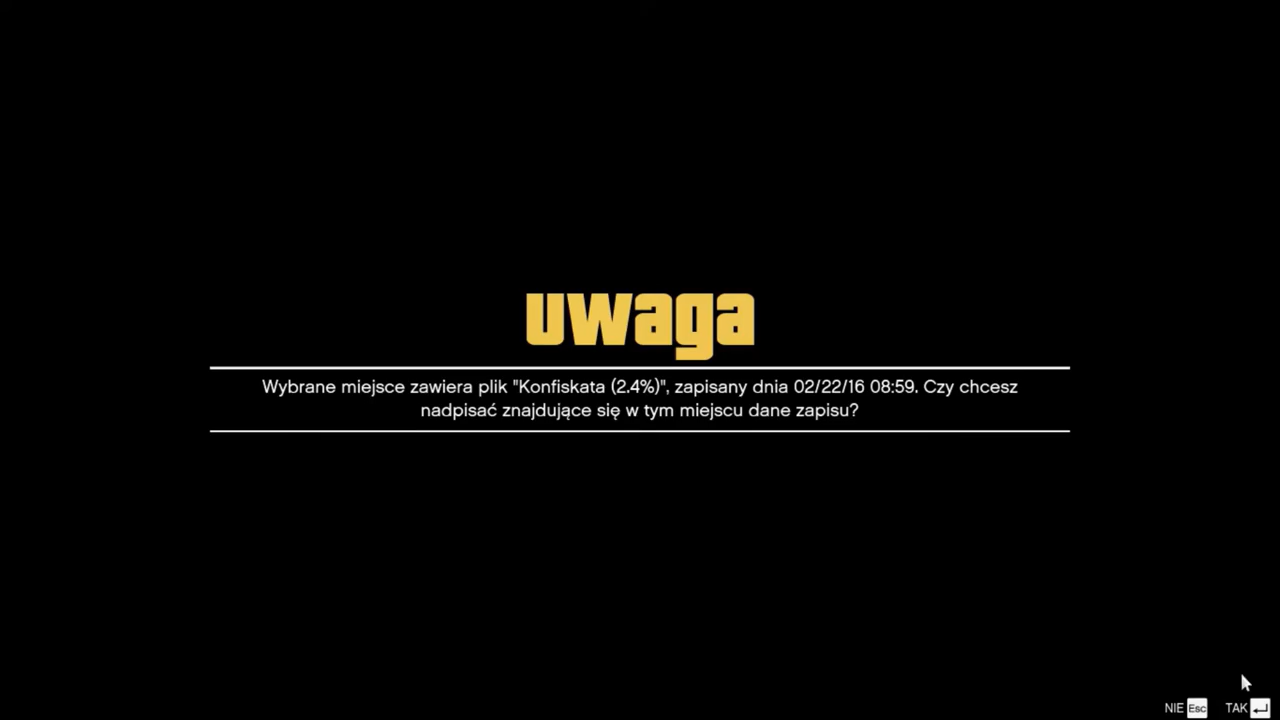 uwaga
Wybrane miejsce zawiera plik "Konfiskata (2.4%)", zapisany dnia 02/22/16 08:59. Czy chcesz
nadpisać znajdujące się w tym miejscu dane zapisu?
NIE Esc TAK